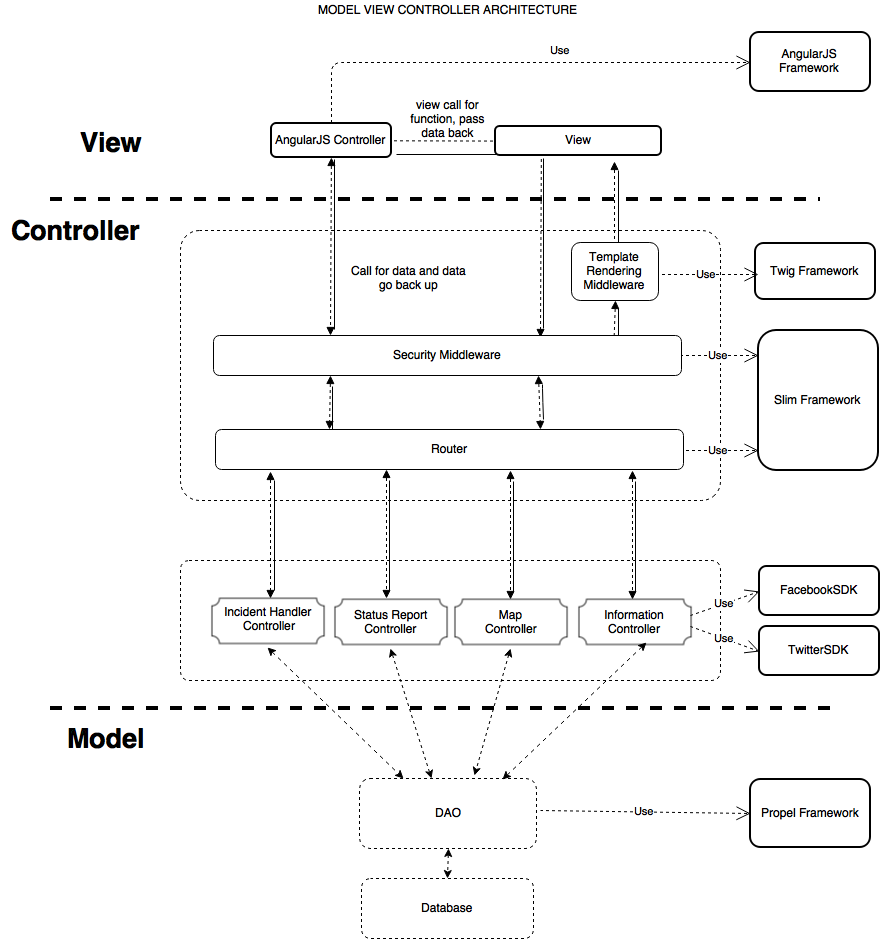 MODEL VIEW CONTROLLER ARCHITECTURE
Use
AngularJS
Framework
view call for
function, pass
data back
View
AngularJS Controller
View
Controller
Call for data and data
go back up
Template
Rendering
Middleware
Use
Twig Framework
Security Middleware
Use
Slim Framework
Router
Use
Incident Handler
Controller
Status Report
Controller
Map
Controller
Information
Controller
Use
FacebookSDK
Use
TwitterSDK
Model
DAO
Use
Propel Framework
Database